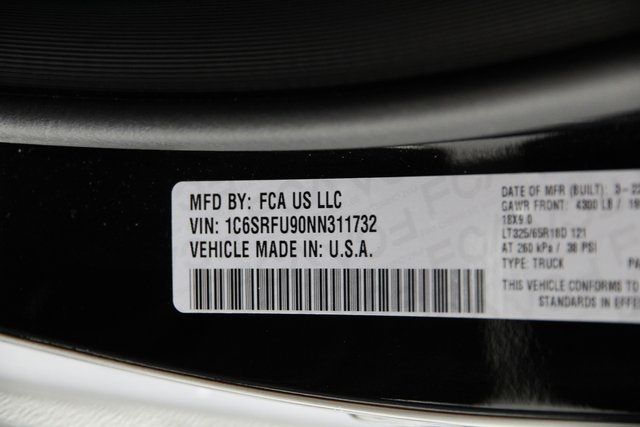 MFD BY: FCA US LLC
VIN: 1C6SRFU90NN311732
VEHICLE MADE IN: U.S.A.
DATE OF MFR (BUILT): 3-22
GAWR FRONT: 4300 LB / 19
18X9.0
LT325/65R18D 121
AT 260 kPa / 38 PSI
TYPE: TRUCK PA
THIS VEHICLE CONFORMS TO
STANDARDS IN EFFE